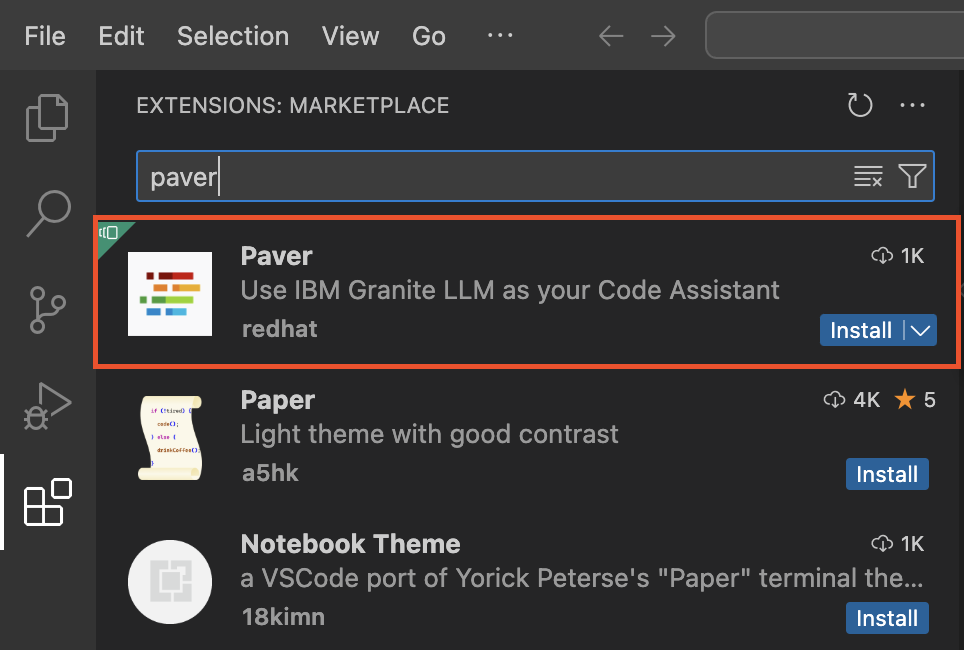 File Edit Selection View Go ...
EXTENSIONS: MARKETPLACE
paver
Paver 1K
Use IBM Granite LLM as your Code Assistant
redhat Install
Paper 4K 5
Light theme with good contrast
a5hk Install
if (!tired) {
code();
} else {
drinkCoffee();
}
Notebook Theme 1K
a VSCode port of Yorick Peterse's "Paper" terminal the...
18kimn Install